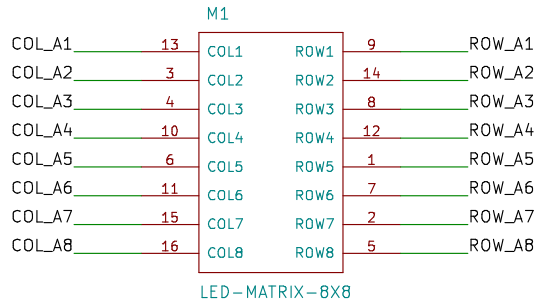 M1
COL_A1 13 COL1 ROW1 9 ROW_A1
COL_A2 3 COL2 ROW2 14 ROW_A2
COL_A3 4 COL3 ROW3 8 ROW_A3
COL_A4 10 COL4 ROW4 12 ROW_A4
COL_A5 6 COL5 ROW5 1 ROW_A5
COL_A6 11 COL6 ROW6 7 ROW_A6
COL_A7 15 COL7 ROW7 2 ROW_A7
COL_A8 16 COL8 ROW8 5 ROW_A8
LED-MATRIX-8X8